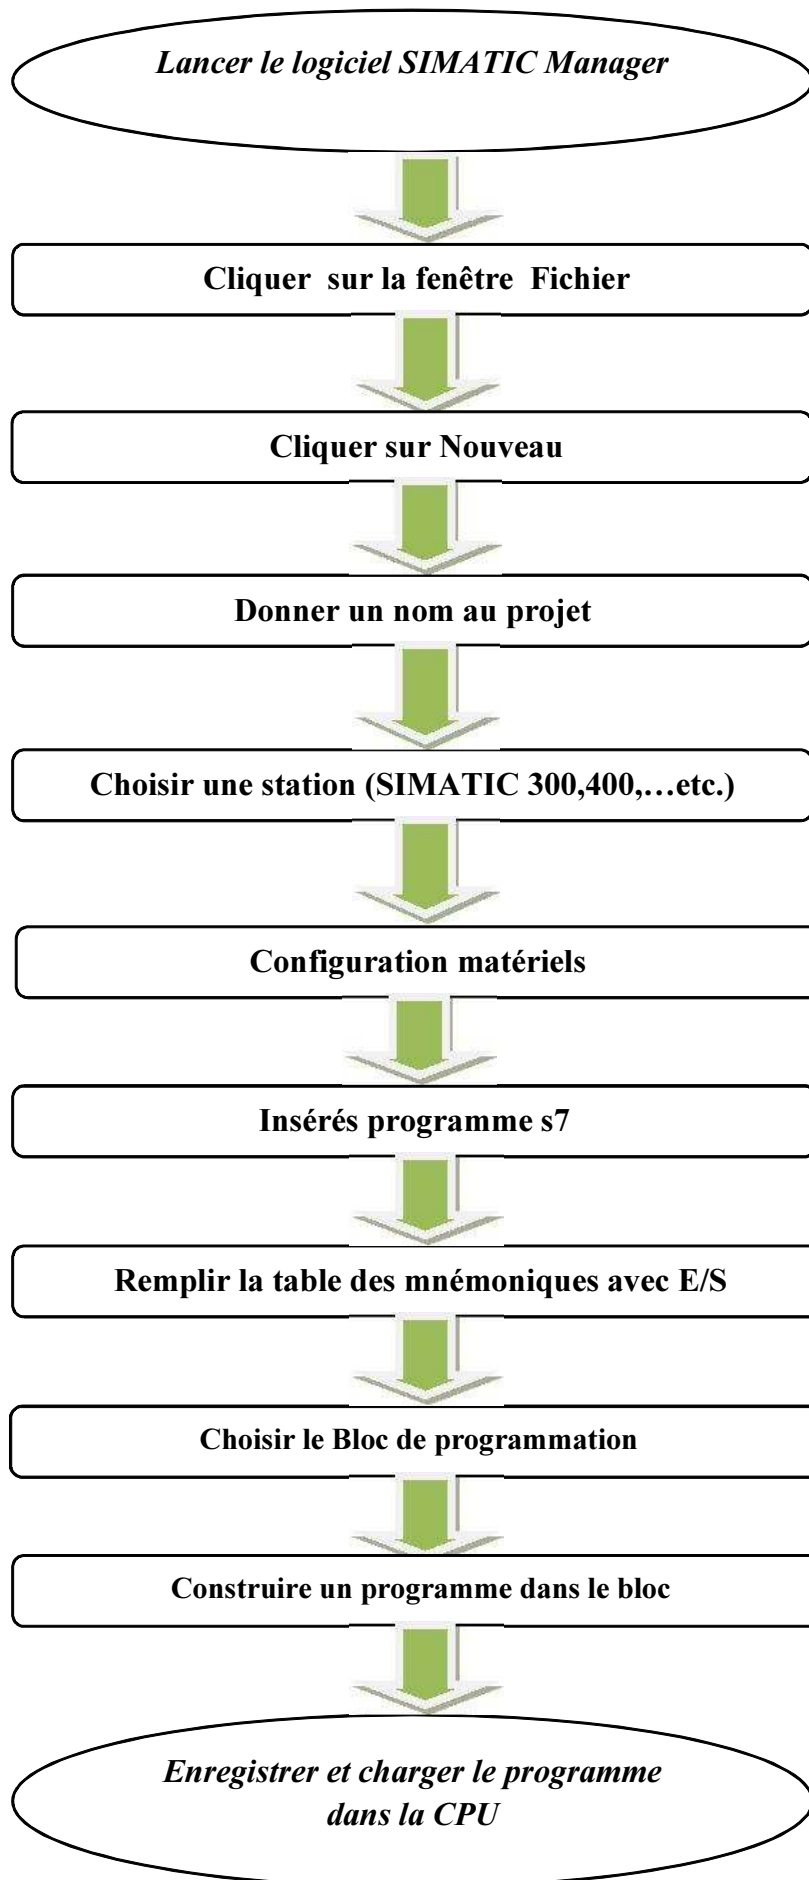 Lancer le logiciel SIMATIC Manager
Cliquer sur la fenêtre Fichier
Cliquer sur Nouveau
Donner un nom au projet
Choisir une station (SIMATIC 300,400,…etc.)
Configuration matériels
Insérés programme s7
Remplir la table des mnémoniques avec E/S
Choisir le Bloc de programmation
Construire un programme dans le bloc
Enregistrer et charger le programme
dans la CPU